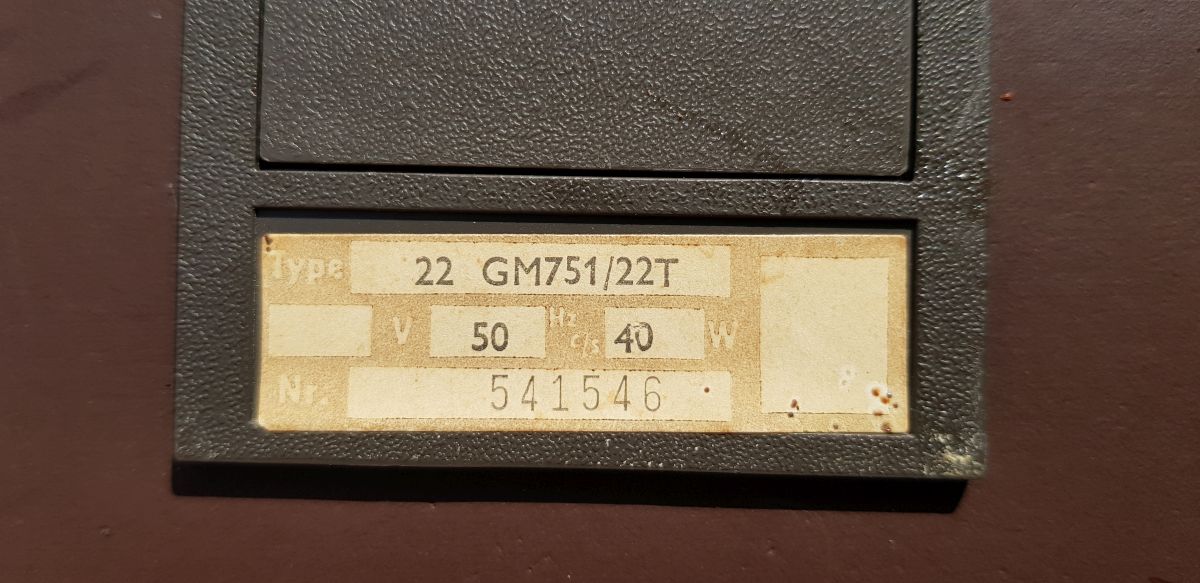 Type 22 GM751/22T
V 50 Hz c/s 40 W
Nr. 541546